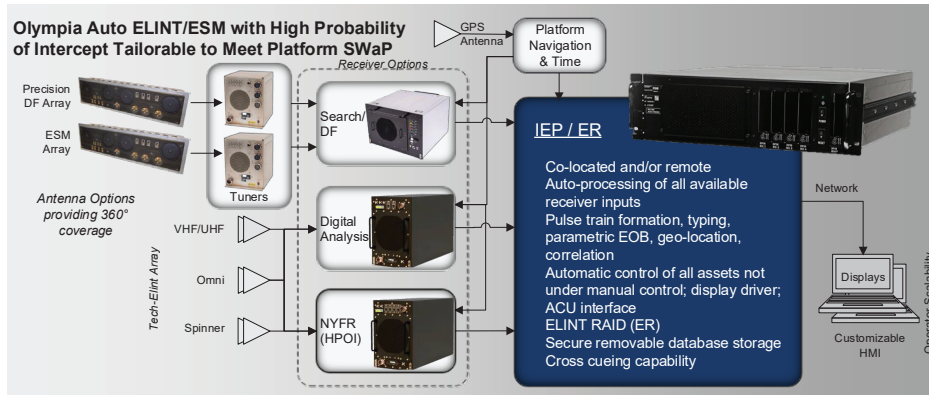 Olympia Auto ELINT/ESM with High Probability
of Intercept Tailorable to Meet Platform SWaP
Receiver Options
GPS
Antenna
Platform
Navigation
& Time
Precision
DF Array
ESM
Array
Antenna Options
providing 360°
coverage
Tuners
Search/
DF
Digital
Analysis
NYFR
(HPOI)
Tech-Elint Array
VHF/UHF
Omni
Spinner
IEP / ER
Co-located and/or remote
Auto-processing of all available
receiver inputs
Pulse train formation, typing,
parametric EOB, geo-location,
correlation
Automatic control of all assets not
under manual control; display driver;
ACU interface
ELINT RAID (ER)
Secure removable database storage
Cross cueing capability
Network
Displays
Customizable
HMI
Operator Scalability